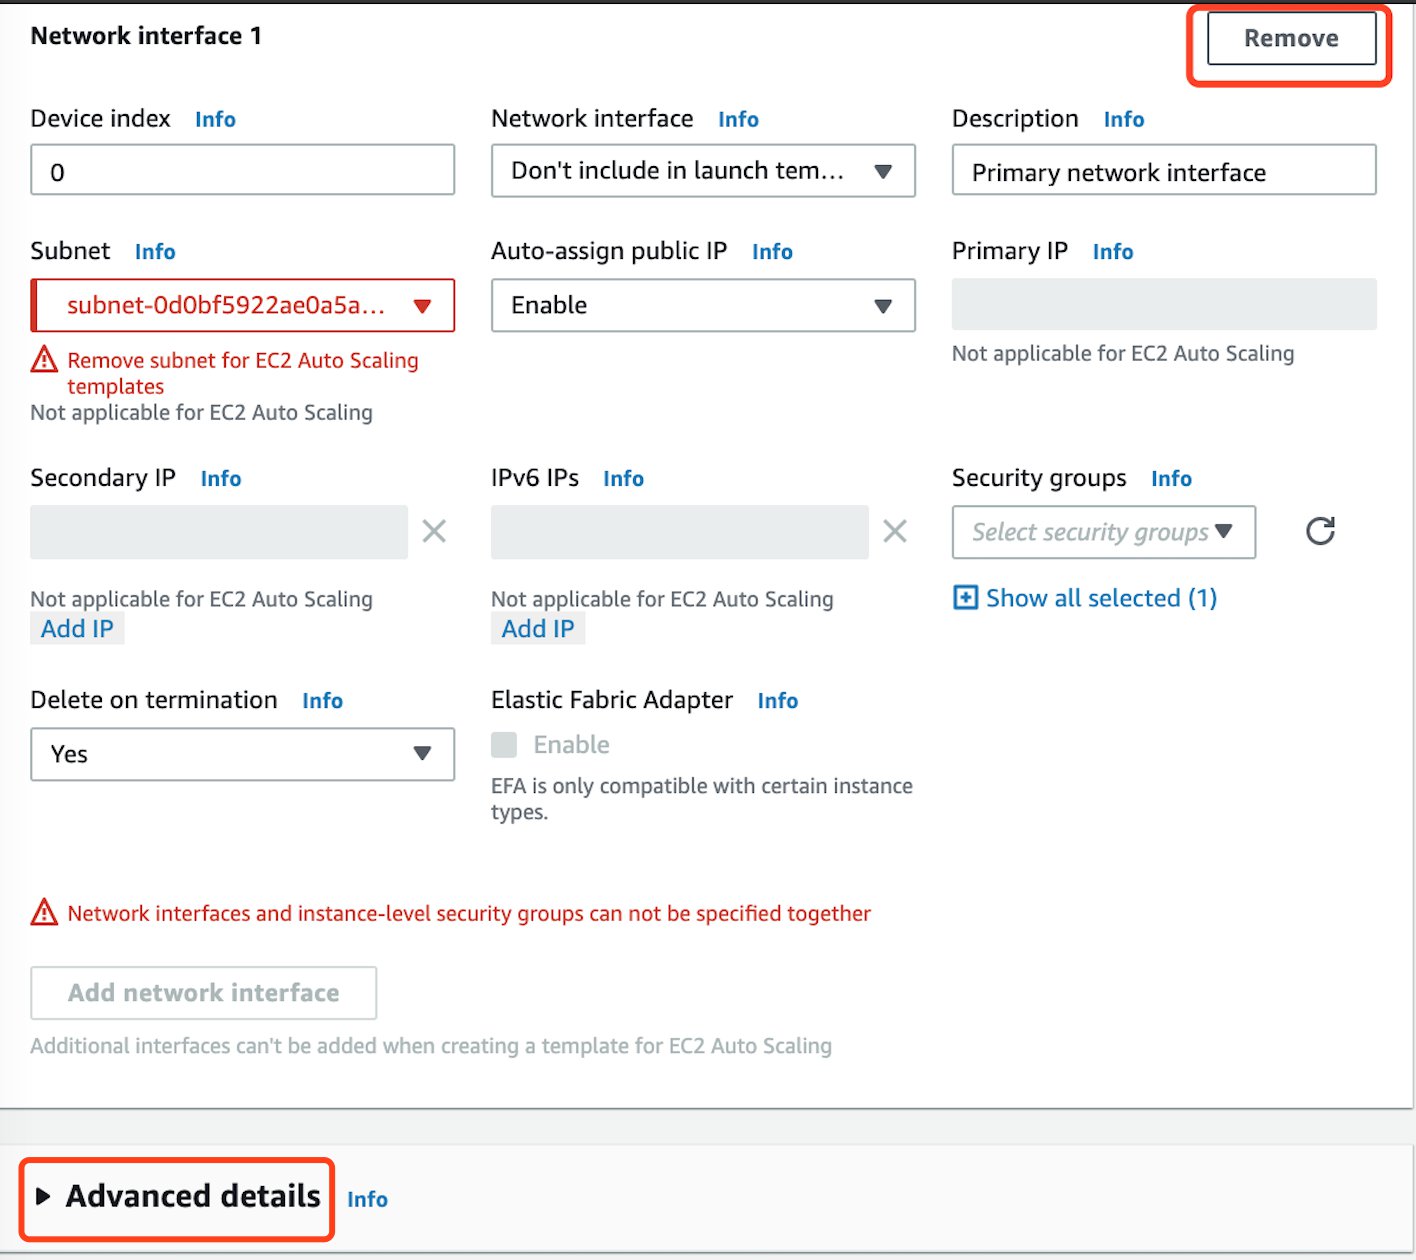 Network interface 1
Remove
Device index Info
Network interface Info
Description Info
0
Don't include in launch tem...
Primary network interface
Subnet Info
Auto-assign public IP Info
Primary IP Info
subnet-0d0bf5922ae0a5a...
Enable
Remove subnet for EC2 Auto Scaling
templates
Not applicable for EC2 Auto Scaling
Not applicable for EC2 Auto Scaling
Secondary IP Info
IPv6 IPs Info
Security groups Info
Select security groups
Not applicable for EC2 Auto Scaling
Add IP
Not applicable for EC2 Auto Scaling
Add IP
Show all selected (1)
Delete on termination Info
Elastic Fabric Adapter Info
Yes
Enable
EFA is only compatible with certain instance
types.
Network interfaces and instance-level security groups can not be specified together
Add network interface
Additional interfaces can't be added when creating a template for EC2 Auto Scaling
Advanced details Info